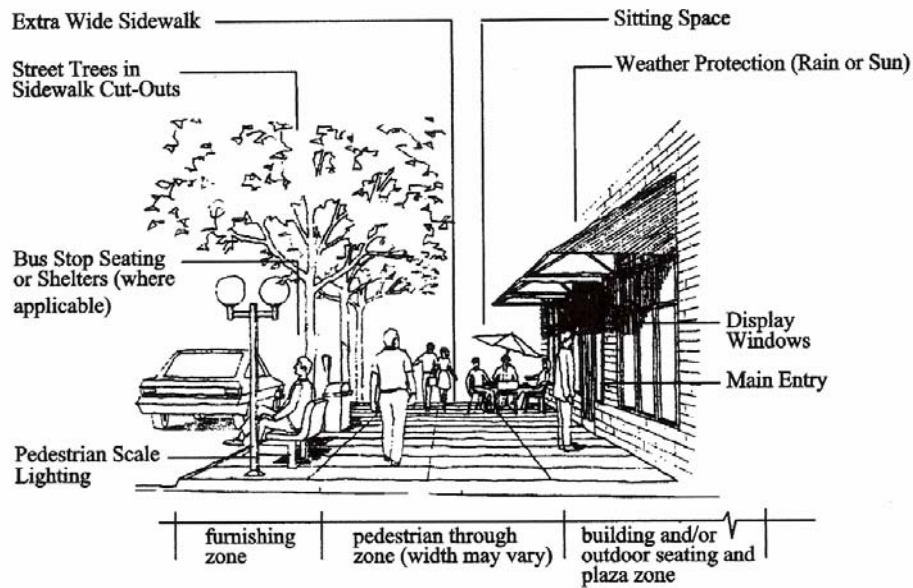 Extra Wide Sidewalk
Sitting Space
Street Trees in
Sidewalk Cut-Outs
Weather Protection (Rain or Sun)
Bus Stop Seating
or Shelters (where
applicable)
Display
Windows
Main Entry
Pedestrian Scale
Lighting
furnishing
zone
pedestrian through
zone (width may vary)
building and/or
outdoor seating and
plaza zone